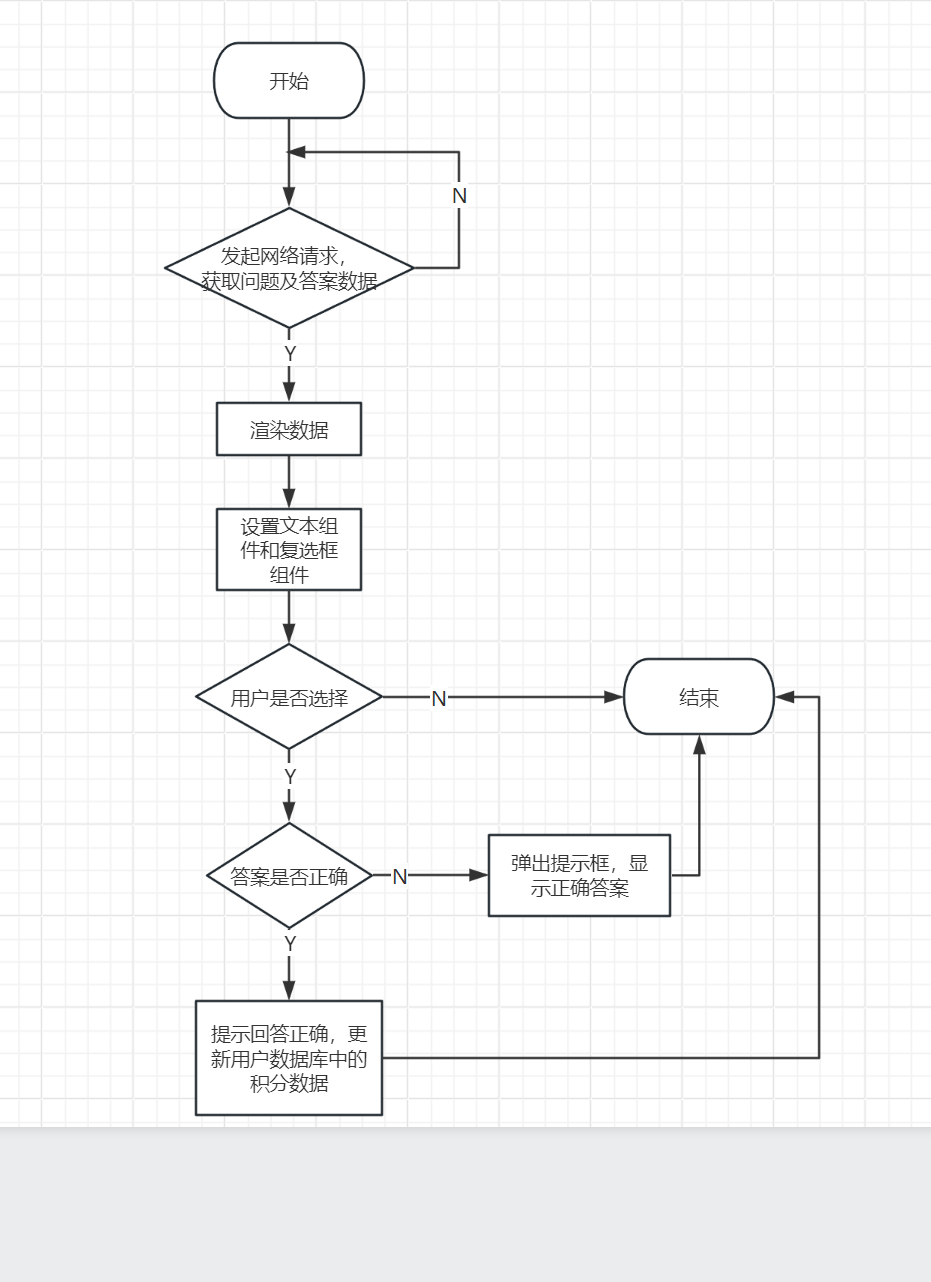 开始
N
发起网络请求，
获取问题及答案数据
Y
渲染数据
设置文本组
件和复选框
组件
用户是否选择
N
结束
Y
答案是否正确
N
弹出提示框，显
示正确答案
Y
提示回答正确，更
新用户数据库中的
积分数据